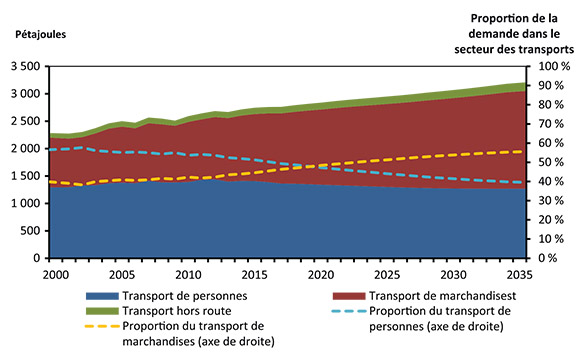 Pétajoules
Proportion de la
demande dans le
secteur des transports
3 500
3 000
2 500
2 000
1 500
1 000
500
0
100 %
90 %
80 %
70 %
60 %
50 %
40 %
30 %
20 %
10 %
0 %
2000
2005
2010
2015
2020
2025
2030
2035
Transport de personnes
Transport de marchandisest
Transport hors route
Proportion du transport de
personnes (axe de droite)
Proportion du transport de
marchandises (axe de droite)